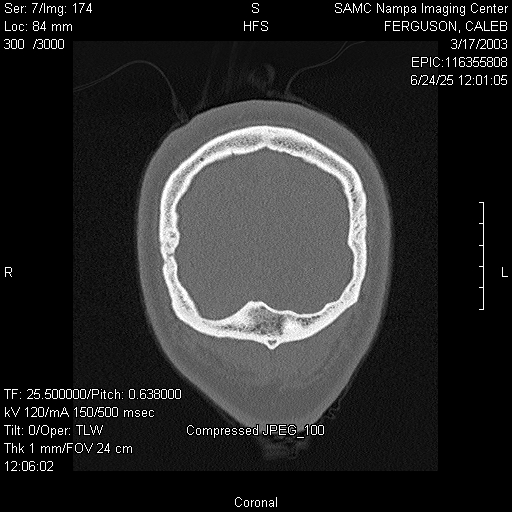 Ser: 7/Img: 174
Loc: 84 mm
300 /3000
S
HFS
SAMC Nampa Imaging Center
FERGUSON, CALEB
3/17/2003
EPIC:116355808
6/24/25 12:01:05
R
L
TF: 25.500000/Pitch: 0.638000
kV 120/mA 150/500 msec
Tilt: 0/Oper: TLW
Thk 1 mm/FOV 24 cm
12:06:02
Compressed JPEG_100
Coronal